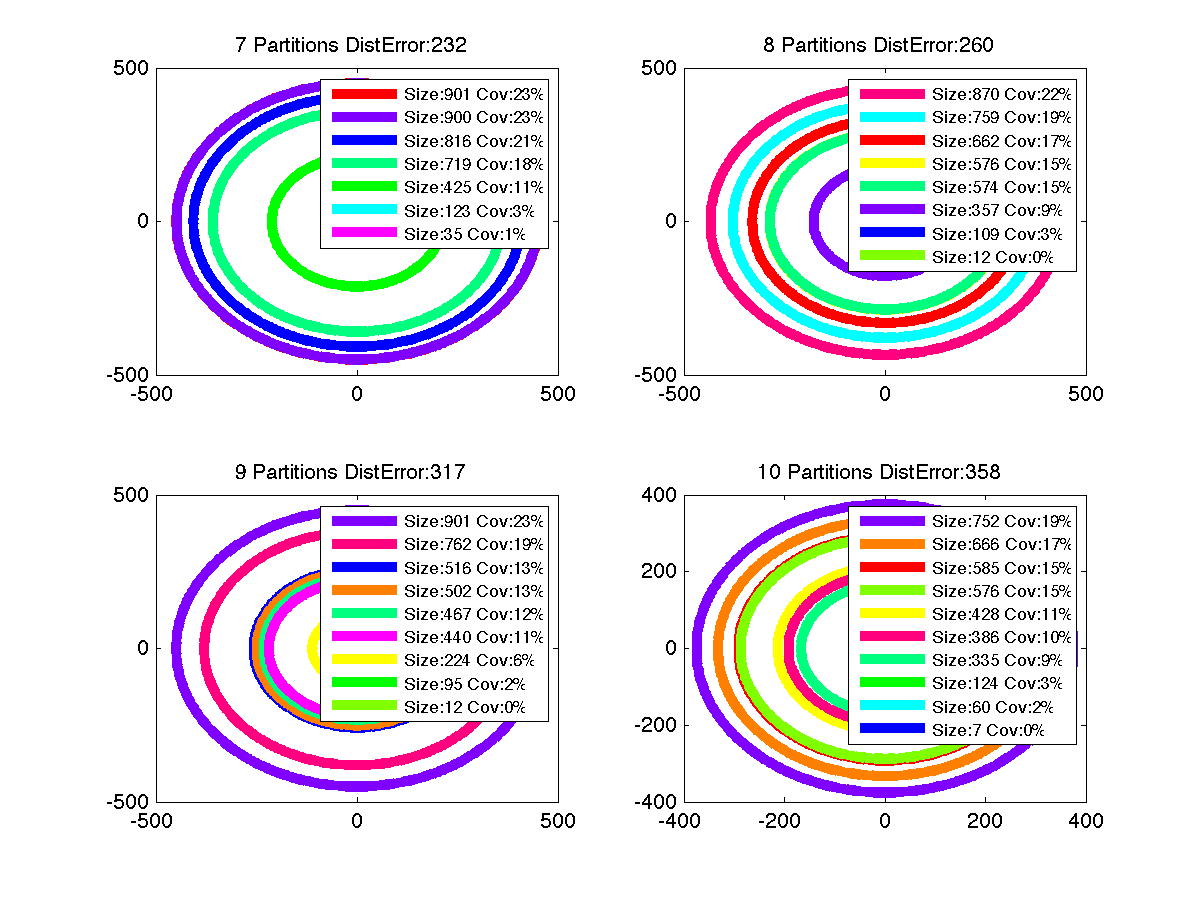 7 Partitions DistError:232
500
0
-500
-500
0
500
Size:901 Cov:23%
Size:900 Cov:23%
Size:816 Cov:21%
Size:719 Cov:18%
Size:425 Cov:11%
Size:123 Cov:3%
Size:35 Cov:1%
8 Partitions DistError:260
500
0
-500
-500
0
500
Size:870 Cov:22%
Size:759 Cov:19%
Size:662 Cov:17%
Size:576 Cov:15%
Size:574 Cov:15%
Size:357 Cov:9%
Size:109 Cov:3%
Size:12 Cov:0%
9 Partitions DistError:317
500
0
-500
-500
0
500
Size:901 Cov:23%
Size:762 Cov:19%
Size:516 Cov:13%
Size:502 Cov:13%
Size:467 Cov:12%
Size:440 Cov:11%
Size:224 Cov:6%
Size:95 Cov:2%
Size:12 Cov:0%
10 Partitions DistError:358
400
200
0
-200
-400
-400
-200
0
200
400
Size:752 Cov:19%
Size:666 Cov:17%
Size:585 Cov:15%
Size:576 Cov:15%
Size:428 Cov:11%
Size:386 Cov:10%
Size:335 Cov:9%
Size:124 Cov:3%
Size:60 Cov:2%
Size:7 Cov:0%